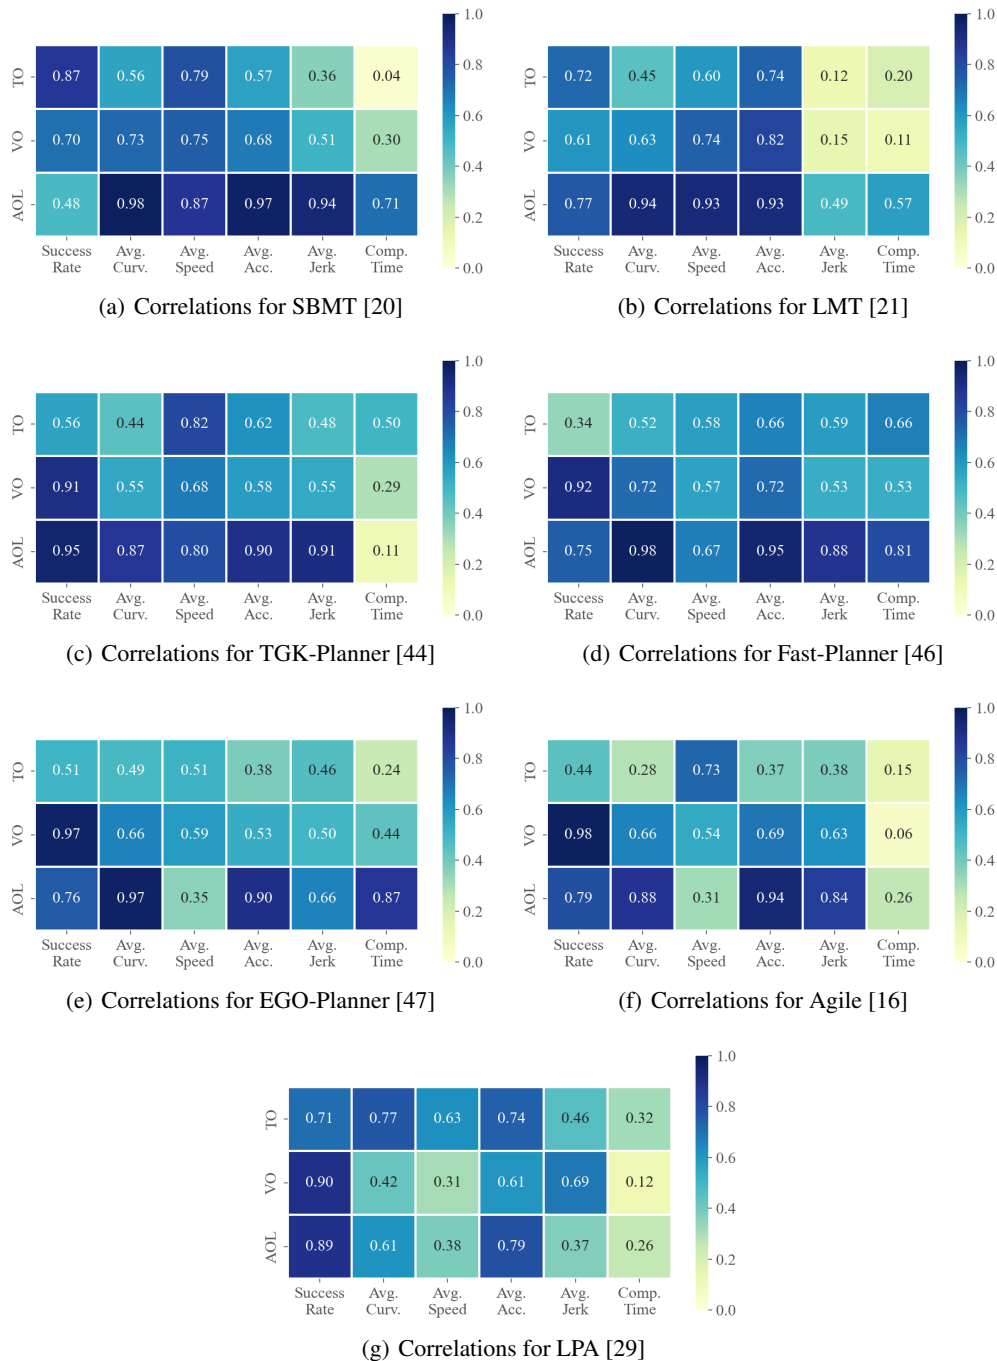 1.0
TO 0.87 0.56 0.79 0.57 0.36 0.04
0.8
0.6
VO 0.70 0.73 0.75 0.68 0.51 0.30
0.4
AOL 0.48 0.98 0.87 0.97 0.94 0.71
0.2
0.0
Success Avg. Avg. Avg. Avg. Comp.
Rate Curv. Speed Acc. Jerk Time
(a) Correlations for SBMT [20]
1.0
TO 0.72 0.45 0.60 0.74 0.12 0.20
0.8
0.6
VO 0.61 0.63 0.74 0.82 0.15 0.11
0.4
AOL 0.77 0.94 0.93 0.93 0.49 0.57
0.2
0.0
Success Avg. Avg. Avg. Avg. Comp.
Rate Curv. Speed Acc. Jerk Time
(b) Correlations for LMT [21]
1.0
TO 0.56 0.44 0.82 0.62 0.48 0.50
0.8
0.6
VO 0.91 0.55 0.68 0.58 0.55 0.29
0.4
AOL 0.95 0.87 0.80 0.90 0.91 0.11
0.2
0.0
Success Avg. Avg. Avg. Avg. Comp.
Rate Curv. Speed Acc. Jerk Time
(c) Correlations for TGK-Planner [44]
1.0
TO 0.34 0.52 0.58 0.66 0.59 0.66
0.8
0.6
VO 0.92 0.72 0.57 0.72 0.53 0.53
0.4
AOL 0.75 0.98 0.67 0.95 0.88 0.81
0.2
0.0
Success Avg. Avg. Avg. Avg. Comp.
Rate Curv. Speed Acc. Jerk Time
(d) Correlations for Fast-Planner [46]
1.0
TO 0.51 0.49 0.51 0.38 0.46 0.24
0.8
0.6
VO 0.97 0.66 0.59 0.53 0.50 0.44
0.4
AOL 0.76 0.97 0.35 0.90 0.66 0.87
0.2
0.0
Success Avg. Avg. Avg. Avg. Comp.
Rate Curv. Speed Acc. Jerk Time
(e) Correlations for EGO-Planner [47]
1.0
TO 0.44 0.28 0.73 0.37 0.38 0.15
0.8
0.6
VO 0.98 0.66 0.54 0.69 0.63 0.06
0.4
AOL 0.79 0.88 0.31 0.94 0.84 0.26
0.2
0.0
Success Avg. Avg. Avg. Avg. Comp.
Rate Curv. Speed Acc. Jerk Time
(f) Correlations for Agile [16]
1.0
TO 0.71 0.77 0.63 0.74 0.46 0.32
0.8
0.6
VO 0.90 0.42 0.31 0.61 0.69 0.12
0.4
AOL 0.89 0.61 0.38 0.79 0.37 0.26
0.2
0.0
Success Avg. Avg. Avg. Avg. Comp.
Rate Curv. Speed Acc. Jerk Time
(g) Correlations for LPA [29]